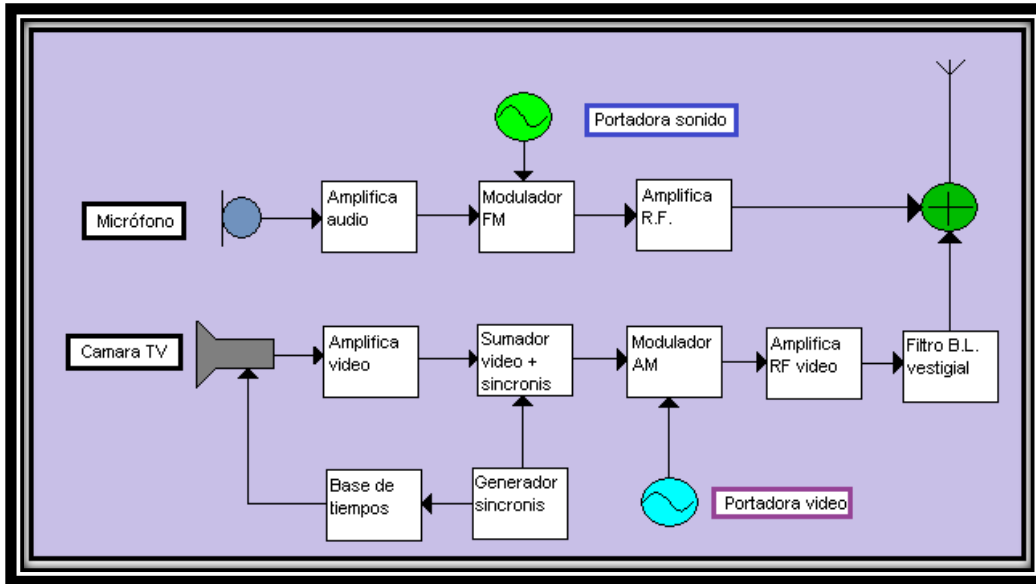 Portadora sonido
Micrófono
Amplifica
audio
Modulador
FM
Amplifica
R.F.
Camara TV
Amplifica
video
Sumador
video +
sincronis
Modulador
AM
Amplifica
RF video
Filtro B.L.
vestigial
Base de
tiempos
Generador
sincronis
Portadora video